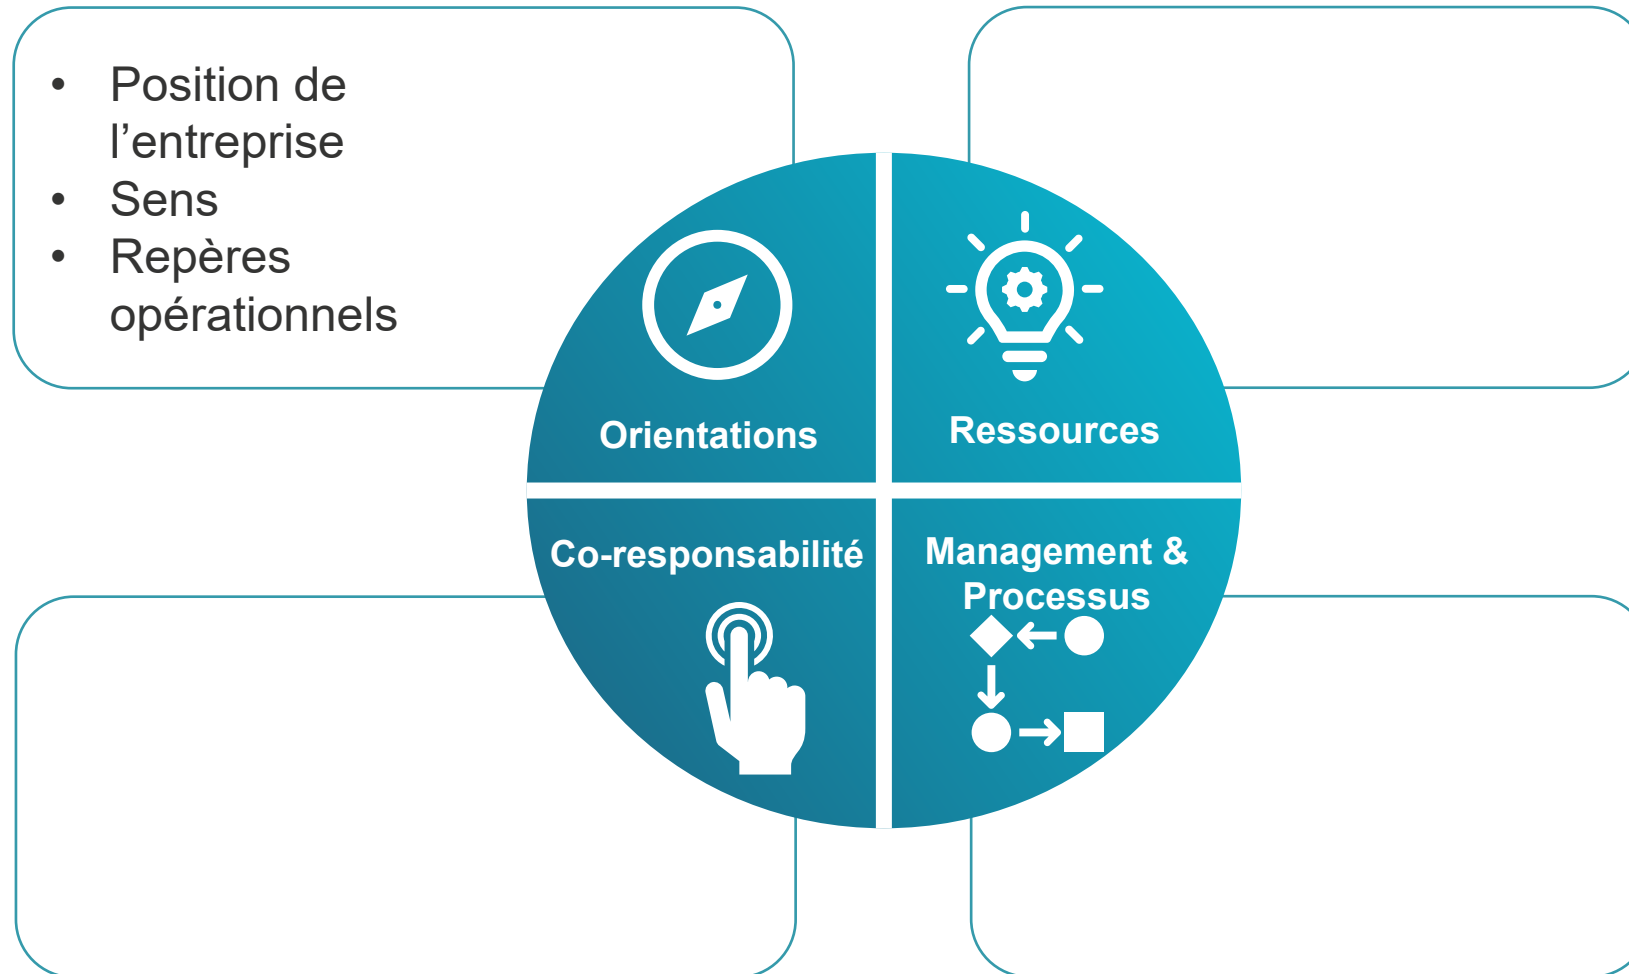 • Position de
l’entreprise
• Sens
• Repères
opérationnels
Orientations
Ressources
Co-responsabilité
Management &
Processus